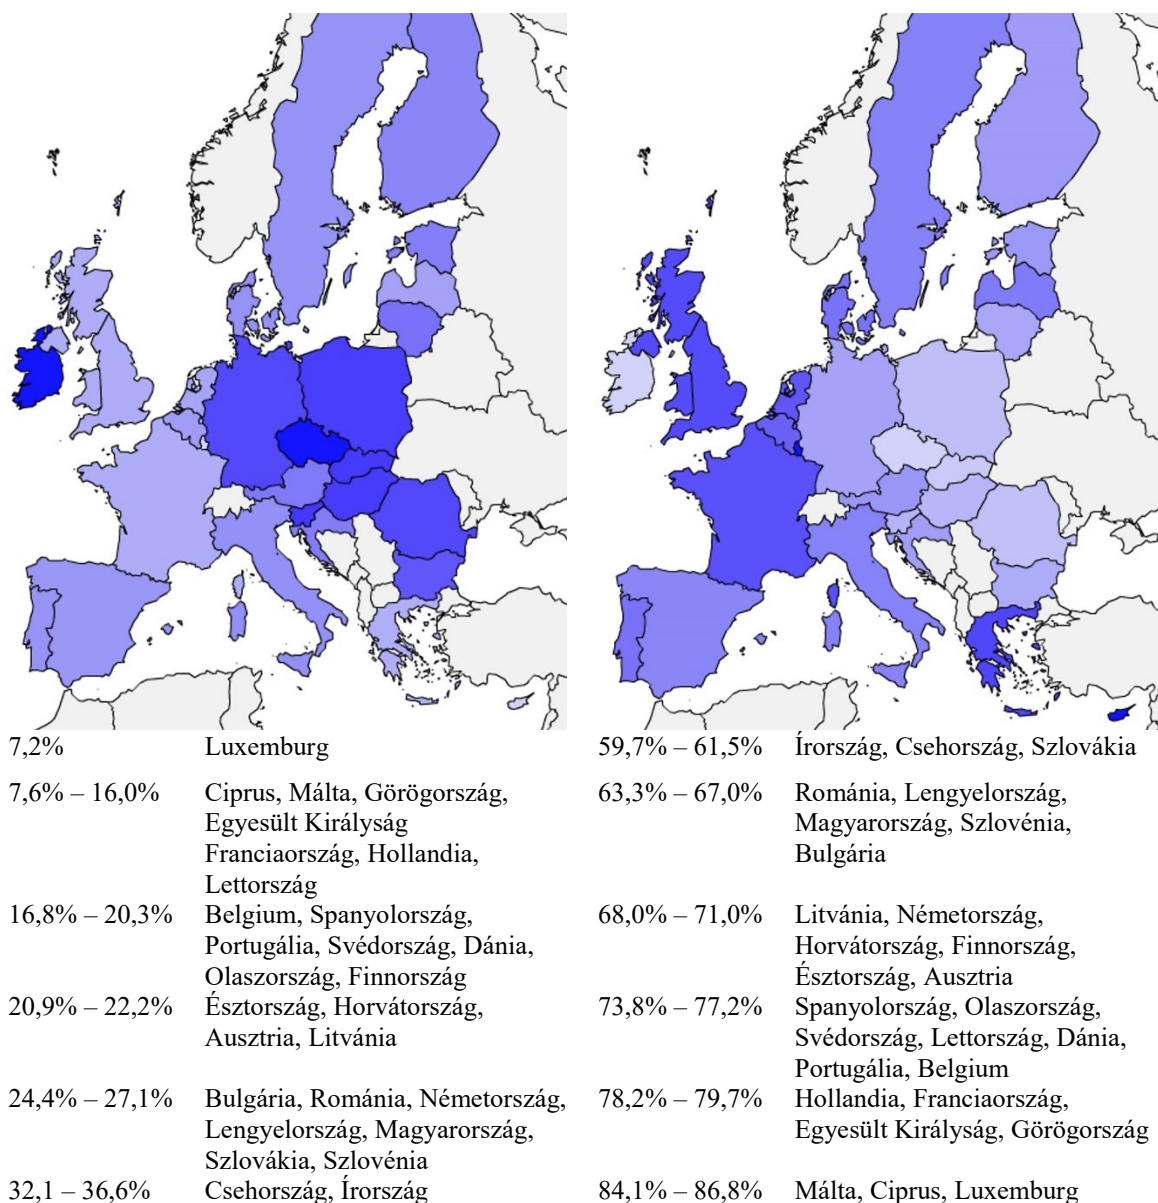 7,2% Luxemburg
7,6% – 16,0% Ciprus, Málta, Görögország,
Egyesült Királyság
Franciaország, Hollandia,
Lettország
16,8% – 20,3% Belgium, Spanyolország,
Portugália, Svédország, Dánia,
Olaszország, Finnország
20,9% – 22,2% Észtország, Horvátország,
Ausztria, Litvánia
24,4% – 27,1% Bulgária, Románia, Németország,
Lengyelország, Magyarország,
Szlovákia, Szlovénia
32,1 – 36,6% Csehország, Írország
59,7% – 61,5% Írország, Csehország, Szlovákia
63,3% – 67,0% Románia, Lengyelország,
Magyarország, Szlovénia,
Bulgária
68,0% – 71,0% Litvánia, Németország,
Horvátország, Finnország,
Észtország, Ausztria
73,8% – 77,2% Spanyolország, Olaszország,
Svédország, Lettország, Dánia,
Portugália, Belgium
78,2% – 79,7% Hollandia, Franciaország,
Egyesült Királyság, Görögország
84,1% – 86,8% Málta, Ciprus, Luxemburg